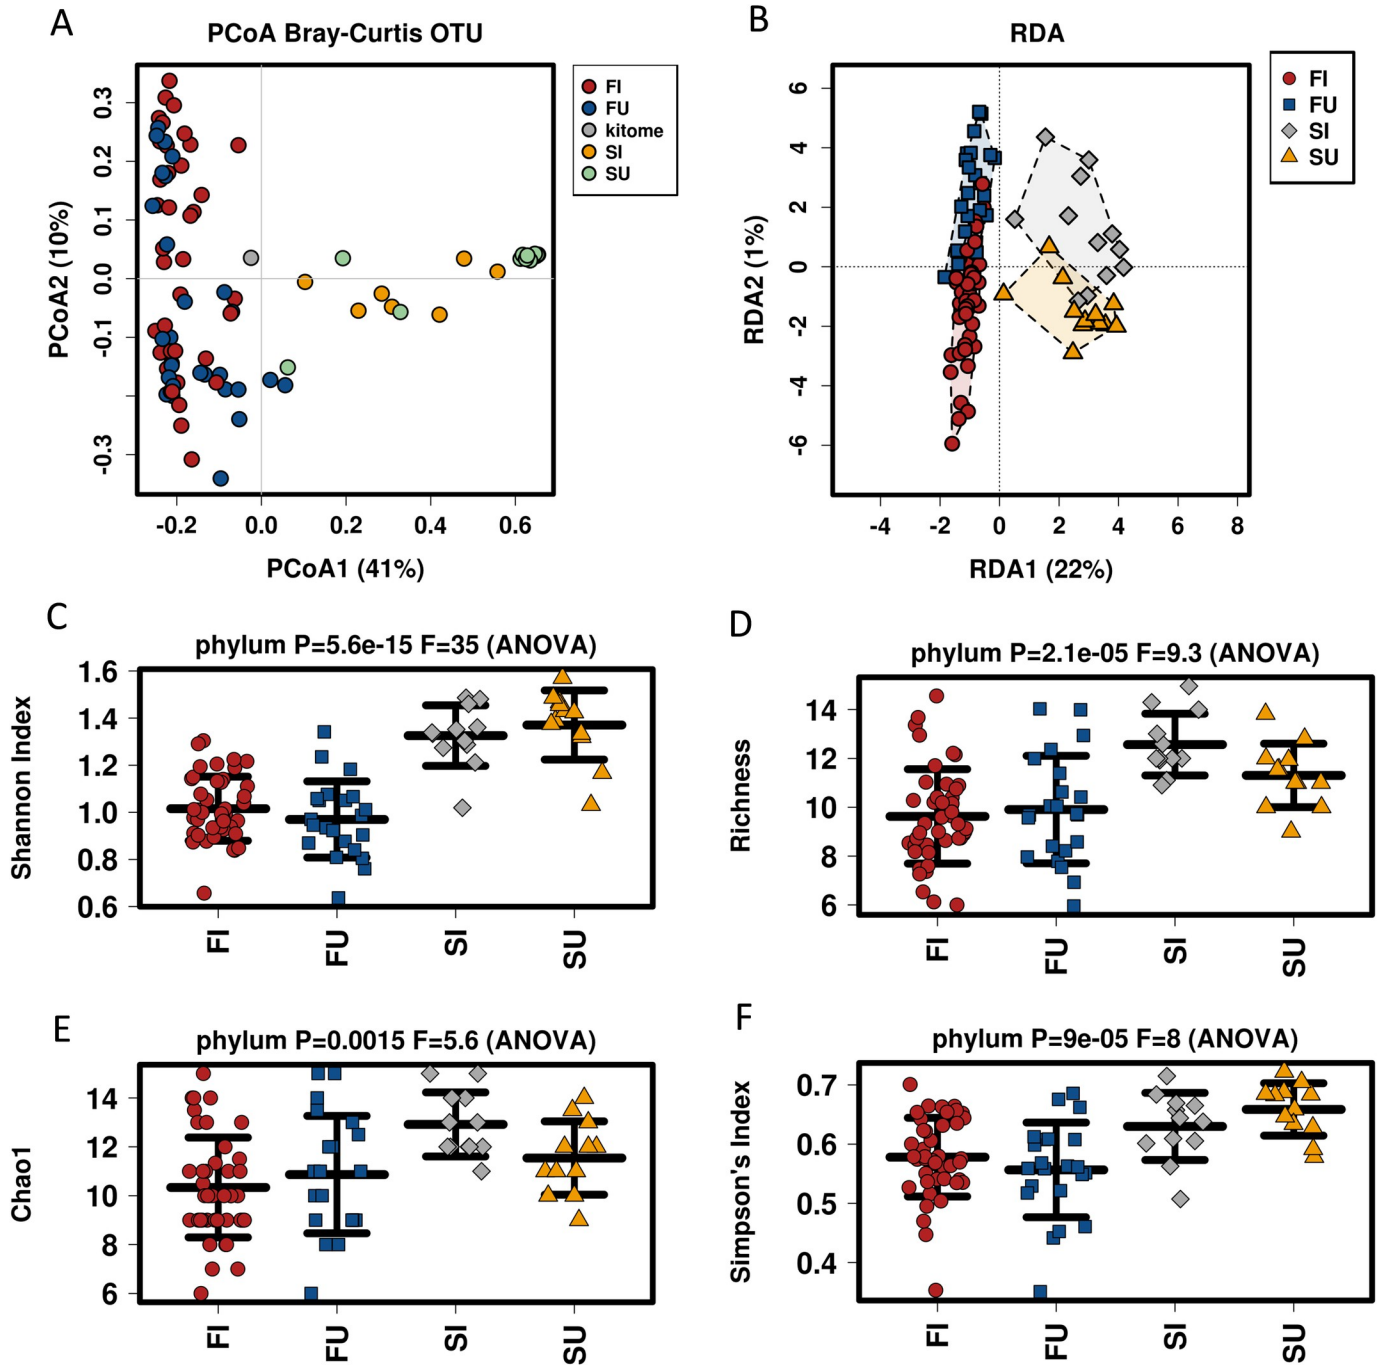 A
PCoA Bray-Curtis OTU
PCoA2 (10%)
0.3
0.2
0.1
0.0
-0.1
-0.3
-0.2
0.0
0.2
0.4
0.6
PCoA1 (41%)
FI
FU
kitome
SI
SU
B
RDA
RDA2 (1%)
6
4
2
0
-2
-4
-6
-4
-2
0
2
4
6
8
RDA1 (22%)
FI
FU
SI
SU
C
phylum P=5.6e-15 F=35 (ANOVA)
Shannon Index
1.6
1.4
1.2
1.0
0.8
0.6
FI
FU
SI
SU
D
phylum P=2.1e-05 F=9.3 (ANOVA)
Richness
14
12
10
8
6
FI
FU
SI
SU
E
phylum P=0.0015 F=5.6 (ANOVA)
Chao1
14
12
10
8
6
FI
FU
SI
SU
F
phylum P=9e-05 F=8 (ANOVA)
Simpson's Index
0.7
0.6
0.5
0.4
FI
FU
SI
SU